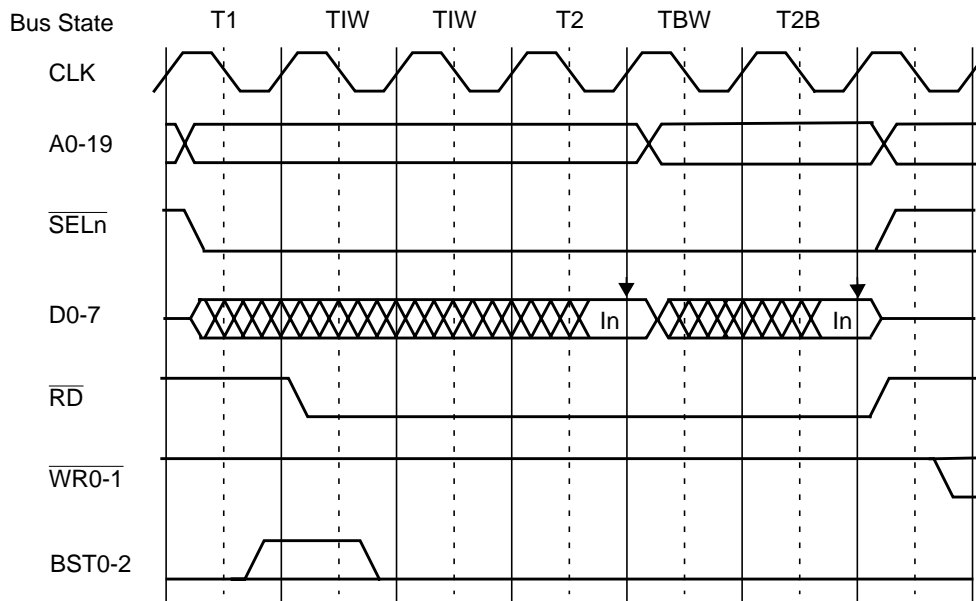 Bus State T1 TIW TIW T2 TBW T2B
CLK
A0-19
SELn
D0-7 In In
RD
WR0-1
BST0-2